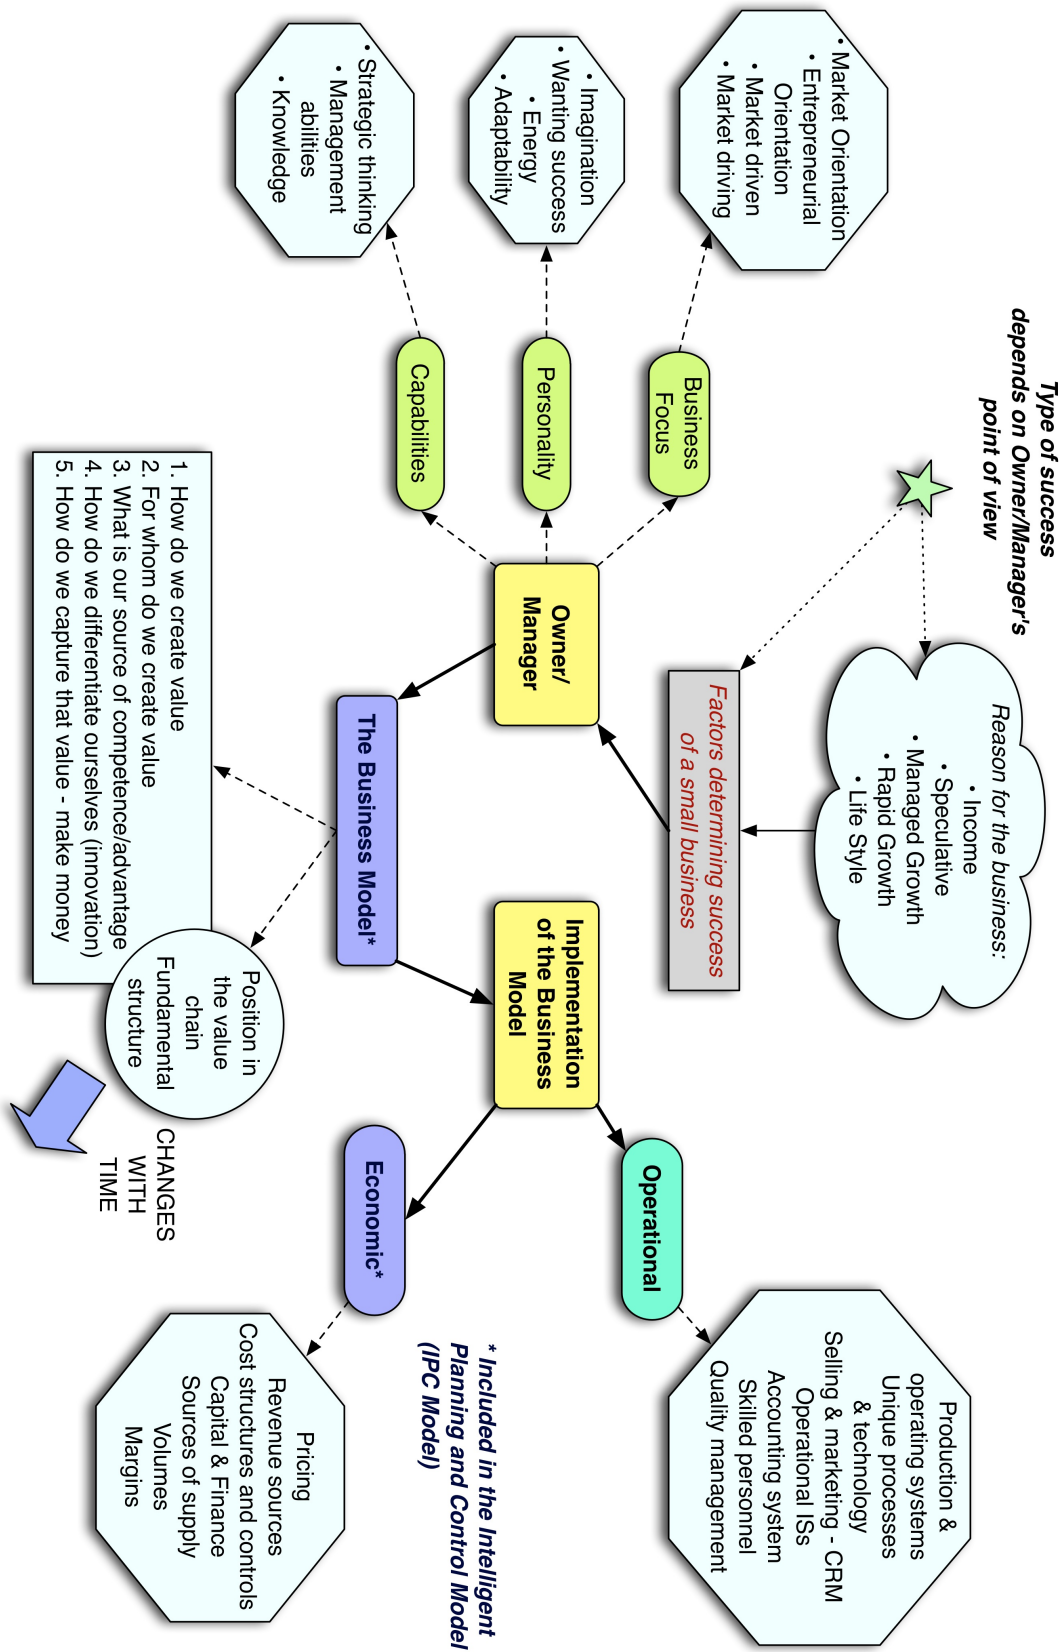 Type of success
depends on Owner/Manager's
point of view
Reason for the business:
• Income
• Speculative
• Managed Growth
• Rapid Growth
• Life Style
• Market Orientation
• Entrepreneurial
Orientation
• Market driven
• Market driving
Business
Focus
Factors determining success
of a small business
Operational
Production &
operating systems
Unique processes
& technology
Selling & marketing - CRM
Operational ISs
Accounting system
Skilled personnel
Quality management
• Imagination
• Wanting success
• Energy
• Adaptability
Personality
Owner/
Manager
Implementation
of the Business
Model
* Included in the Intelligent
Planning and Control Model
(IPC Model)
• Strategic thinking
• Management
abilities
• Knowledge
Capabilities
The Business Model*
Economic*
Pricing
Revenue sources
Cost structures and controls
Capital & Finance
Sources of supply
Volumes
Margins
1. How do we create value
2. For whom do we create value
3. What is our source of competence/advantage
4. How do we differentiate ourselves (innovation)
5. How do we capture that value - make money
Position in
the value
chain
Fundamental
structure
CHANGES
WITH
TIME